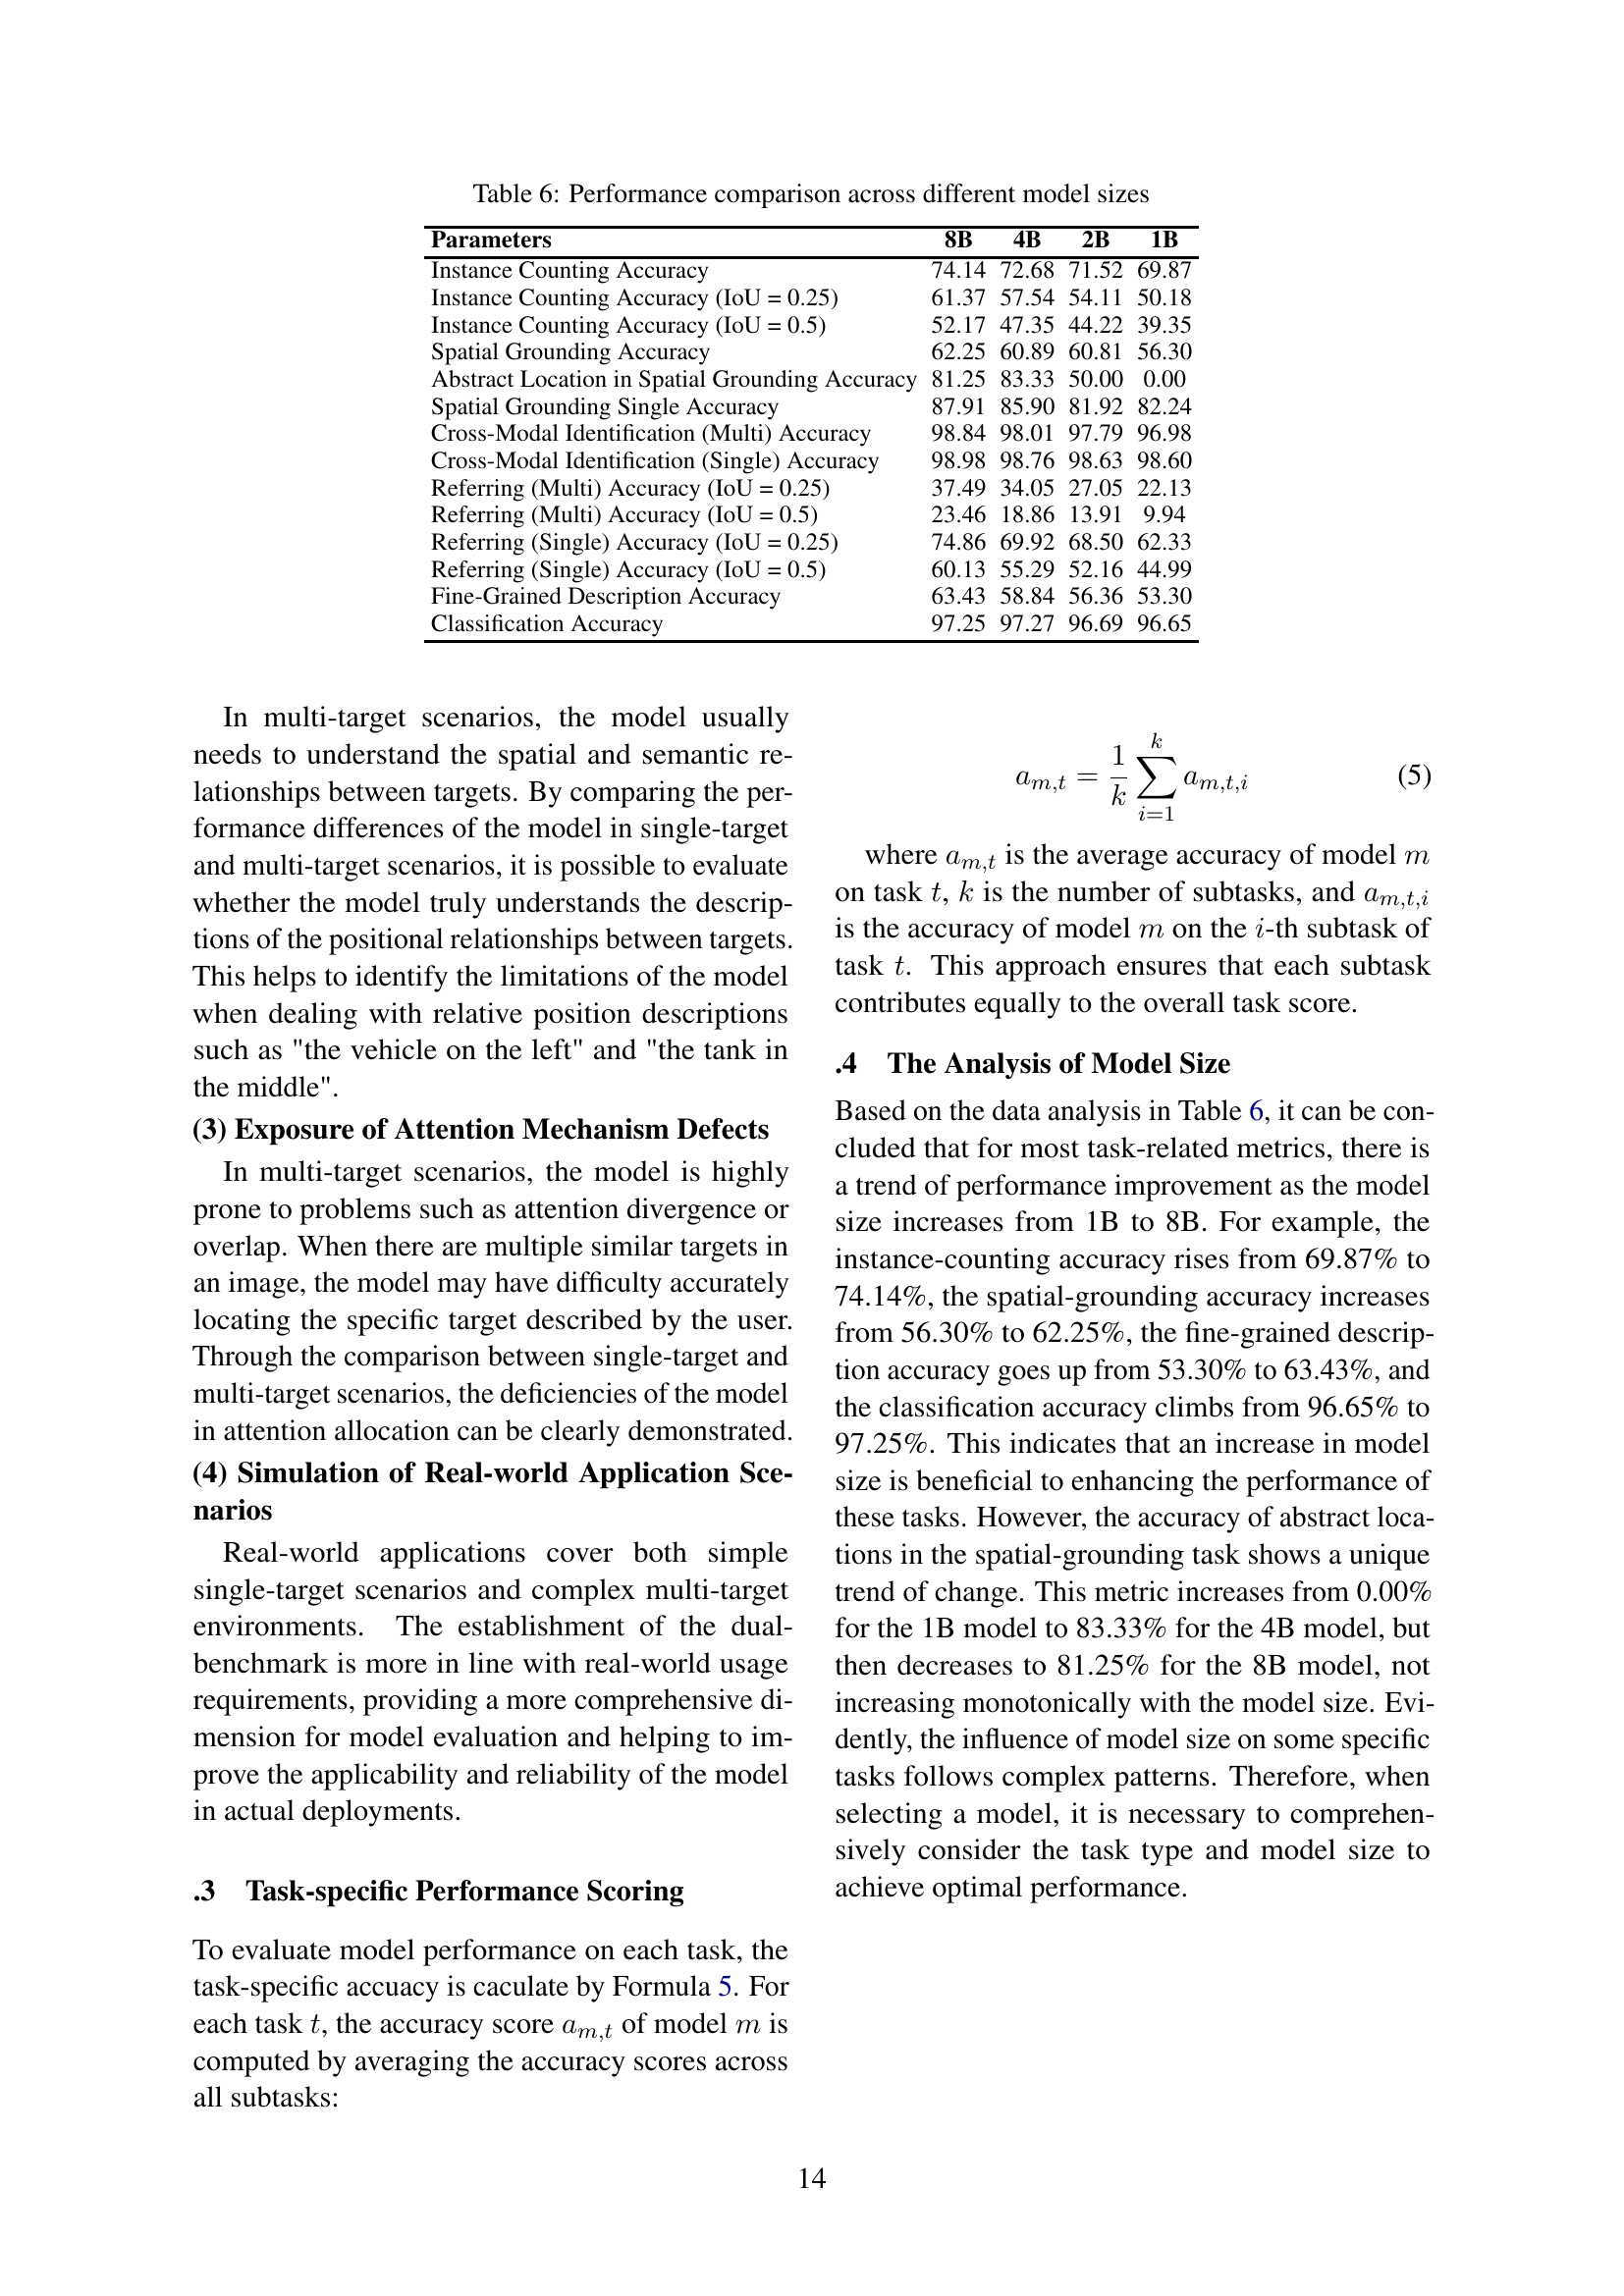 Table 6: Performance comparison across different model sizes
Parameters 8B 4B 2B 1B
Instance Counting Accuracy 74.14 72.68 71.52 69.87
Instance Counting Accuracy (IoU = 0.25) 61.37 57.54 54.11 50.18
Instance Counting Accuracy (IoU = 0.5) 52.17 47.35 44.22 39.35
Spatial Grounding Accuracy 62.25 60.89 60.81 56.30
Abstract Location in Spatial Grounding Accuracy 81.25 83.33 50.00 0.00
Spatial Grounding Single Accuracy 87.91 85.90 81.92 82.24
Cross-Modal Identification (Multi) Accuracy 98.84 98.01 97.79 96.98
Cross-Modal Identification (Single) Accuracy 98.98 98.76 98.63 98.60
Referring (Multi) Accuracy (IoU = 0.25) 37.49 34.05 27.05 22.13
Referring (Multi) Accuracy (IoU = 0.5) 23.46 18.86 13.91 9.94
Referring (Single) Accuracy (IoU = 0.25) 74.86 69.92 68.50 62.33
Referring (Single) Accuracy (IoU = 0.5) 60.13 55.29 52.16 44.99
Fine-Grained Description Accuracy 63.43 58.84 56.36 53.30
Classification Accuracy 97.25 97.27 96.69 96.65
In multi-target scenarios, the model usually
needs to understand the spatial and semantic re-
lationships between targets. By comparing the per-
formance differences of the model in single-target
and multi-target scenarios, it is possible to evaluate
whether the model truly understands the descrip-
tions of the positional relationships between targets.
This helps to identify the limitations of the model
when dealing with relative position descriptions
such as "the vehicle on the left" and "the tank in
the middle".
(3) Exposure of Attention Mechanism Defects
In multi-target scenarios, the model is highly
prone to problems such as attention divergence or
overlap. When there are multiple similar targets in
an image, the model may have difficulty accurately
locating the specific target described by the user.
Through the comparison between single-target and
multi-target scenarios, the deficiencies of the model
in attention allocation can be clearly demonstrated.
(4) Simulation of Real-world Application Sce-
narios
Real-world applications cover both simple
single-target scenarios and complex multi-target
environments. The establishment of the dual-
benchmark is more in line with real-world usage
requirements, providing a more comprehensive di-
mension for model evaluation and helping to im-
prove the applicability and reliability of the model
in actual deployments.
.3 Task-specific Performance Scoring
To evaluate model performance on each task, the
task-specific accuacy is caculate by Formula 5. For
each task t, the accuracy score a_{m,t} of model m is
computed by averaging the accuracy scores across
all subtasks:
a_{m,t} = \frac{1}{k} \sum_{i=1}^{k} a_{m,t,i} (5)
where a_{m,t} is the average accuracy of model m
on task t, k is the number of subtasks, and a_{m,t,i}
is the accuracy of model m on the i-th subtask of
task t. This approach ensures that each subtask
contributes equally to the overall task score.
.4 The Analysis of Model Size
Based on the data analysis in Table 6, it can be con-
cluded that for most task-related metrics, there is
a trend of performance improvement as the model
size increases from 1B to 8B. For example, the
instance-counting accuracy rises from 69.87% to
74.14%, the spatial-grounding accuracy increases
from 56.30% to 62.25%, the fine-grained descrip-
tion accuracy goes up from 53.30% to 63.43%, and
the classification accuracy climbs from 96.65% to
97.25%. This indicates that an increase in model
size is beneficial to enhancing the performance of
these tasks. However, the accuracy of abstract loca-
tions in the spatial-grounding task shows a unique
trend of change. This metric increases from 0.00%
for the 1B model to 83.33% for the 4B model, but
then decreases to 81.25% for the 8B model, not
increasing monotonically with the model size. Evi-
dently, the influence of model size on some specific
tasks follows complex patterns. Therefore, when
selecting a model, it is necessary to comprehen-
sively consider the task type and model size to
achieve optimal performance.
14